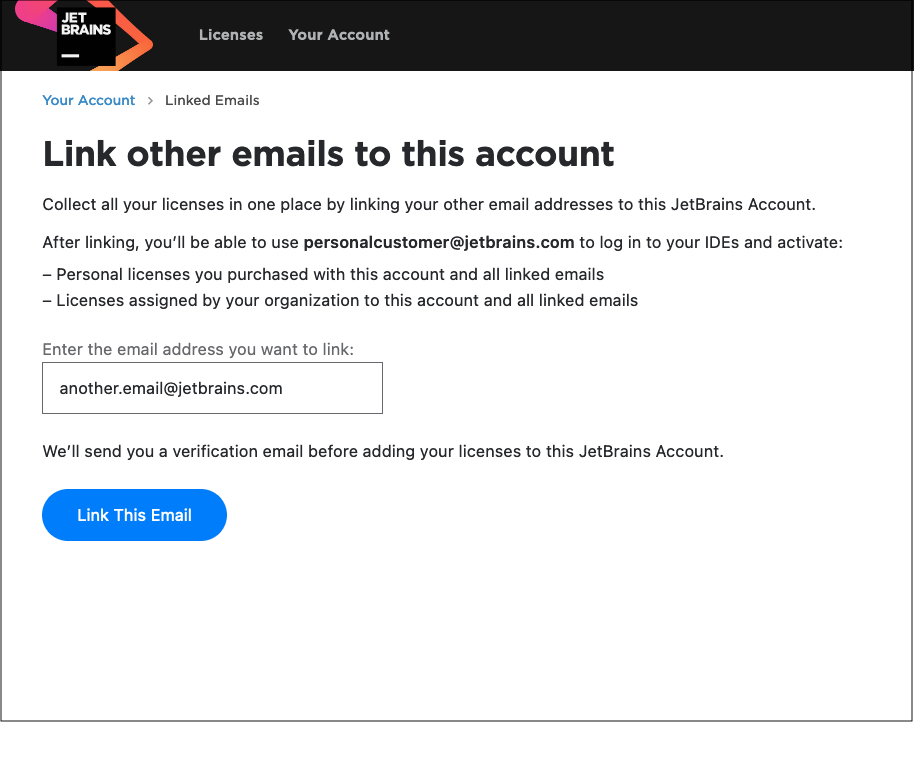 JET
BRAINS
Licenses Your Account
Your Account > Linked Emails
Link other emails to this account
Collect all your licenses in one place by linking your other email addresses to this JetBrains Account.
After linking, you’ll be able to use personalcustomer@jetbrains.com to log in to your IDEs and activate:
– Personal licenses you purchased with this account and all linked emails
– Licenses assigned by your organization to this account and all linked emails
Enter the email address you want to link:
another.email@jetbrains.com
We’ll send you a verification email before adding your licenses to this JetBrains Account.
Link This Email